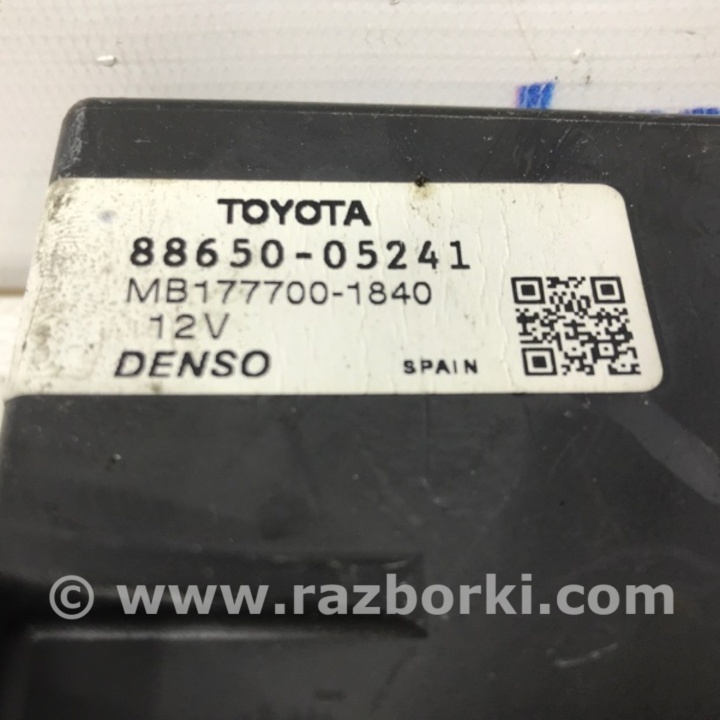 TOYOTA
88650-05241
MB177700-1840
12V
DENSO SPAIN
© www.razborki.com